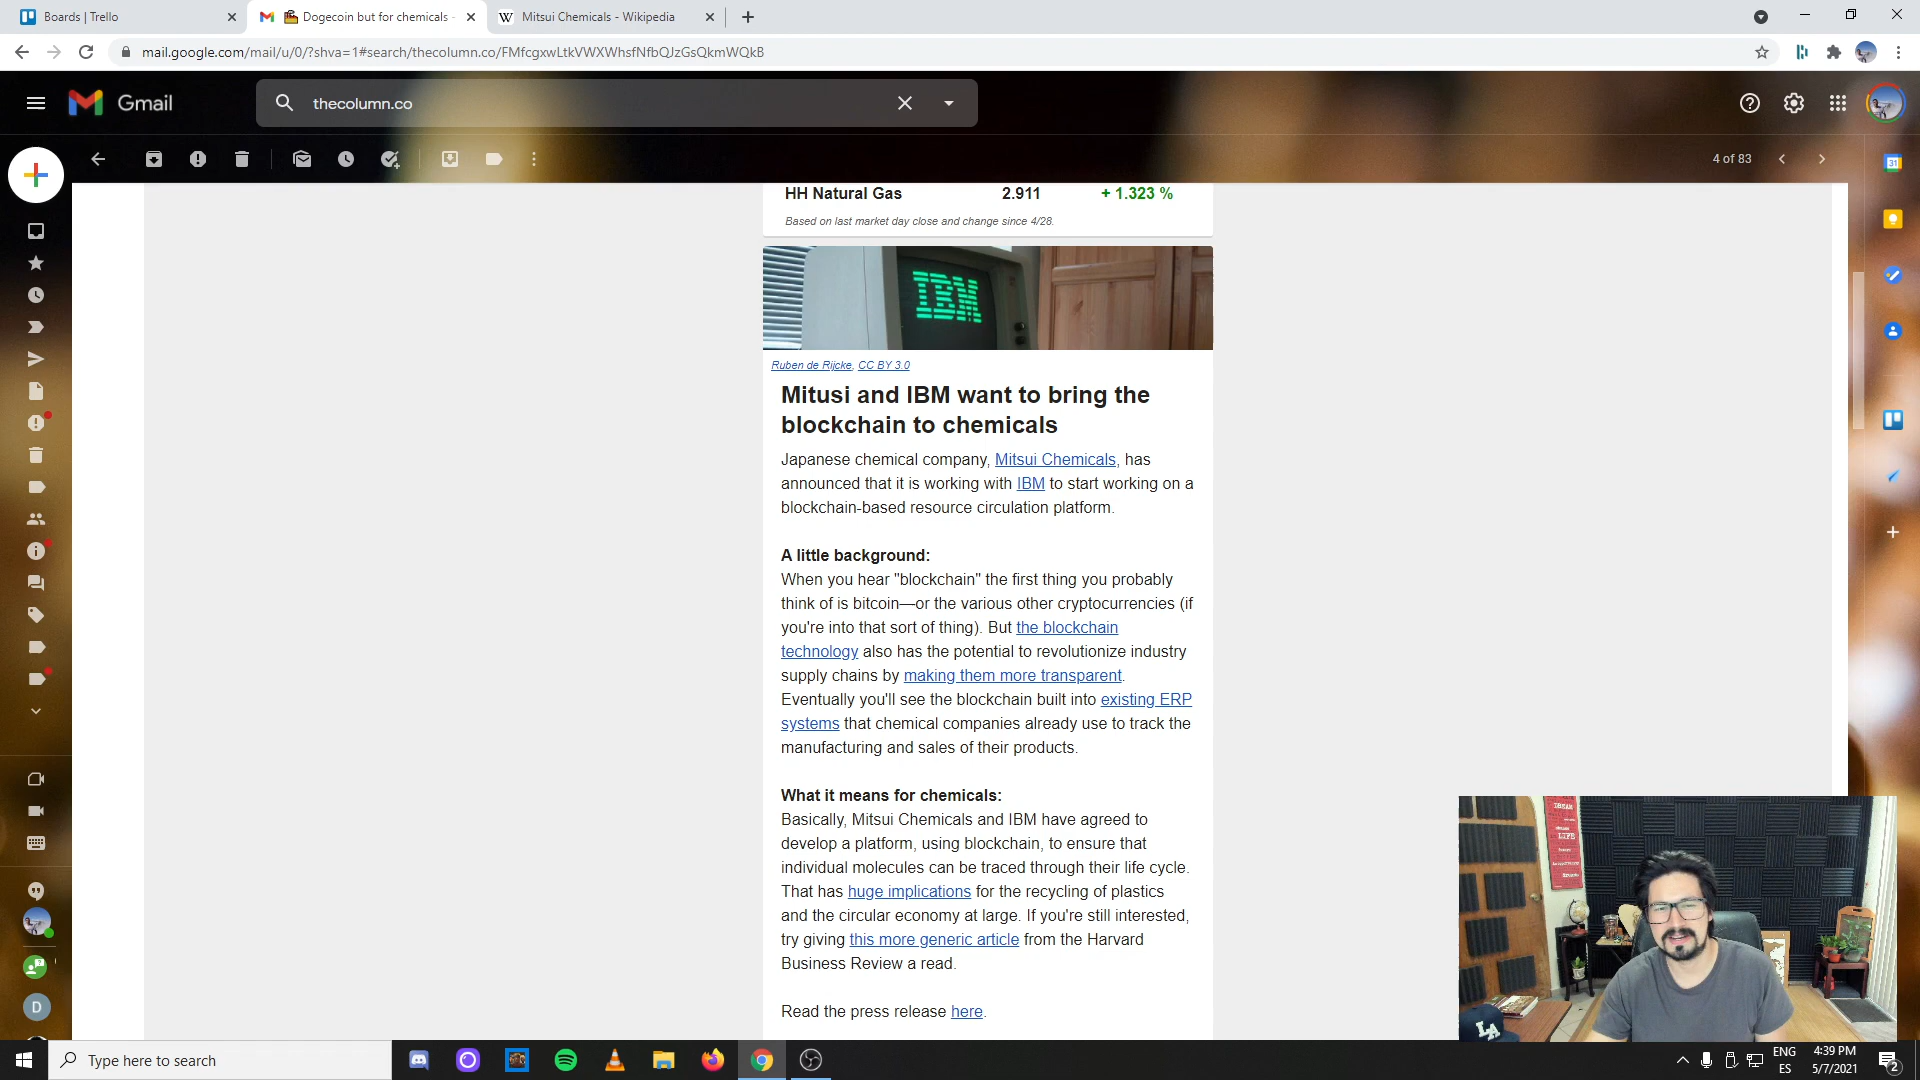 Boards | Trello
Dogecoin but for chemicals
Mitsui Chemicals - Wikipedia
mail.google.com/mail/u/0/?shva=1#search/thecolumn.co/FMfcgxwLtkVWXWhsfNfbQJzGsQkmWQkB
Gmail
thecolumn.co
4 of 83
HH Natural Gas 2.911 + 1.323 %
Based on last market day close and change since 4/28.
IBM
Ruben de Rijcke, CC BY 3.0
Mitusi and IBM want to bring the
blockchain to chemicals
Japanese chemical company, Mitsui Chemicals, has
announced that it is working with IBM to start working on a
blockchain-based resource circulation platform.
A little background:
When you hear "blockchain" the first thing you probably
think of is bitcoin—or the various other cryptocurrencies (if
you're into that sort of thing). But the blockchain
technology also has the potential to revolutionize industry
supply chains by making them more transparent.
Eventually you'll see the blockchain built into existing ERP
systems that chemical companies already use to track the
manufacturing and sales of their products.
What it means for chemicals:
Basically, Mitsui Chemicals and IBM have agreed to
develop a platform, using blockchain, to ensure that
individual molecules can be traced through their life cycle.
That has huge implications for the recycling of plastics
and the circular economy at large. If you're still interested,
try giving this more generic article from the Harvard
Business Review a read.
Read the press release here.
31
D
LIFE
LA
Type here to search
ENG
ES
4:39 PM
5/7/2021
2